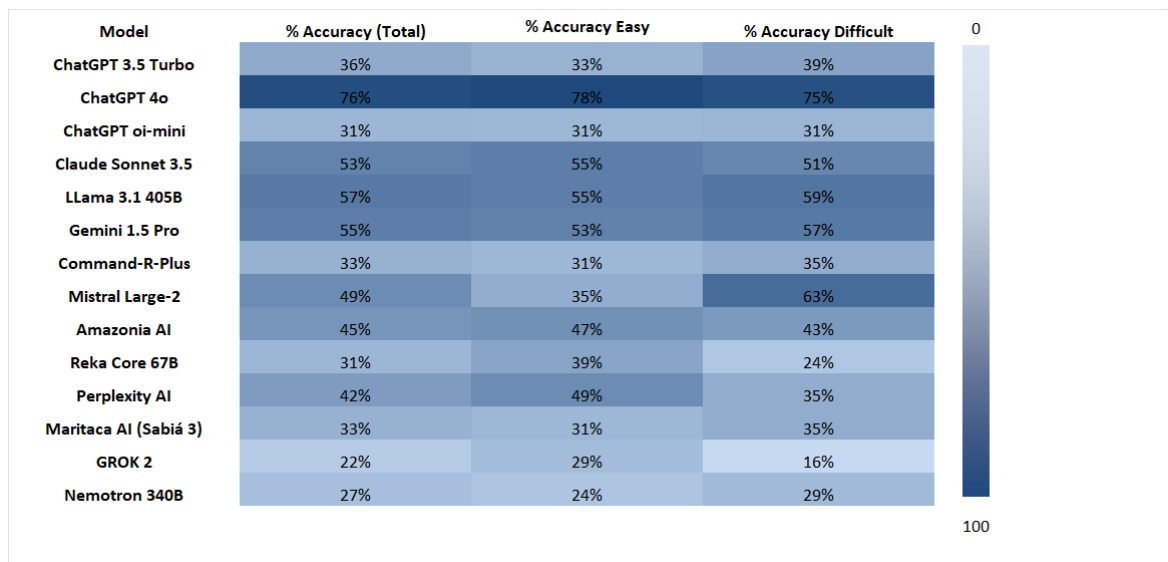 Model % Accuracy (Total) % Accuracy Easy % Accuracy Difficult 0
ChatGPT 3.5 Turbo 36% 33% 39%
ChatGPT 4o 76% 78% 75%
ChatGPT oi-mini 31% 31% 31%
Claude Sonnet 3.5 53% 55% 51%
LLama 3.1 405B 57% 55% 59%
Gemini 1.5 Pro 55% 53% 57%
Command-R-Plus 33% 31% 35%
Mistral Large-2 49% 35% 63%
Amazonia AI 45% 47% 43%
Reka Core 67B 31% 39% 24%
Perplexity AI 42% 49% 35%
Maritaca AI (Sabiá 3) 33% 31% 35%
GROK 2 22% 29% 16%
Nemotron 340B 27% 24% 29%
100